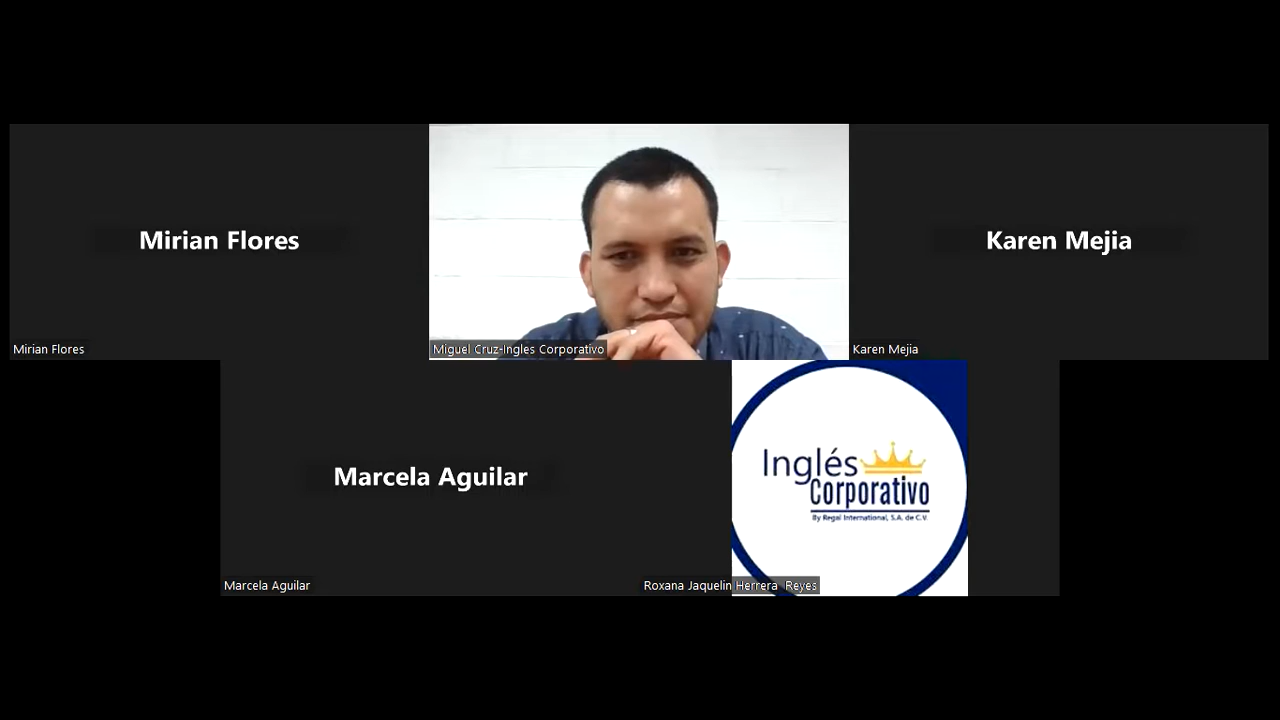 Mirian Flores
Karen Mejia
Mirian Flores
Miguel Cruz-Ingles Corporativo
Karen Mejia
Marcela Aguilar
Inglés
Corporativo
By Regal International, S.A. de C.V.
Marcela Aguilar
Roxana Jaquelin Herrera Reyes